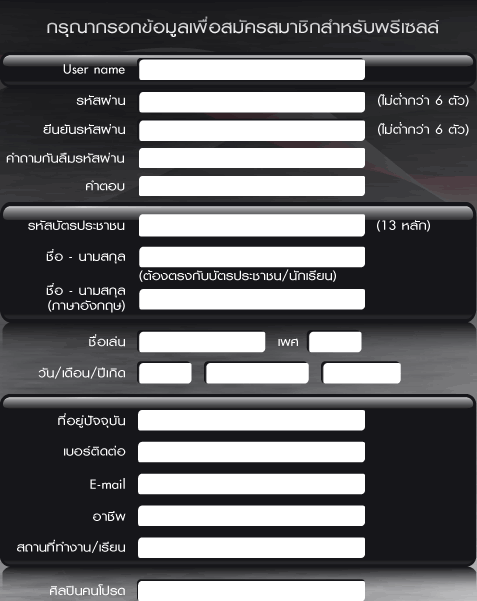 กรุณากรอกข้อมูลเพื่อสมัครสมาชิกสำหรับพรีเซลล์
User name
รหัสผ่าน (ไม่ต่ำกว่า 6 ตัว)
ยืนยันรหัสผ่าน (ไม่ต่ำกว่า 6 ตัว)
คำถามกันลืมรหัสผ่าน
คำตอบ
รหัสบัตรประชาชน (13 หลัก)
ชื่อ - นามสกุล
(ต้องตรงกับบัตรประชาชน/นักเรียน)
ชื่อ - นามสกุล
(ภาษาอังกฤษ)
ชื่อเล่น เพศ
วัน/เดือน/ปีเกิด
ที่อยู่ปัจจุบัน
เบอร์ติดต่อ
E-mail
อาชีพ
สถานที่ทำงาน/เรียน
ศิลปินคนโปรด